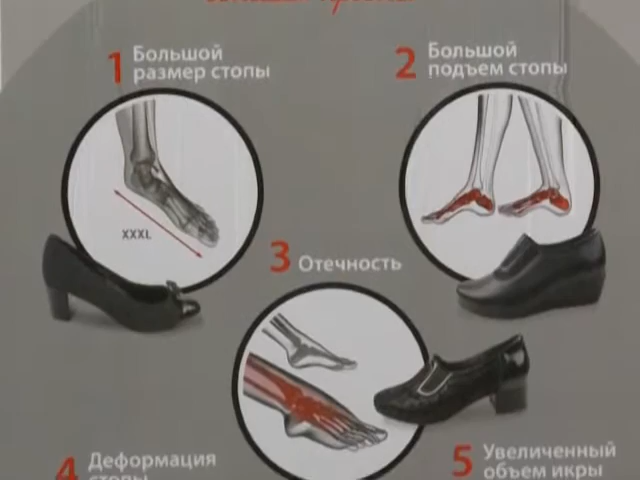 1 Большой
размер стопы
2 Большой
подъем стопы
XXXL
3 Отечность
4 Деформация
стопы
5 Увеличенный
объем икры